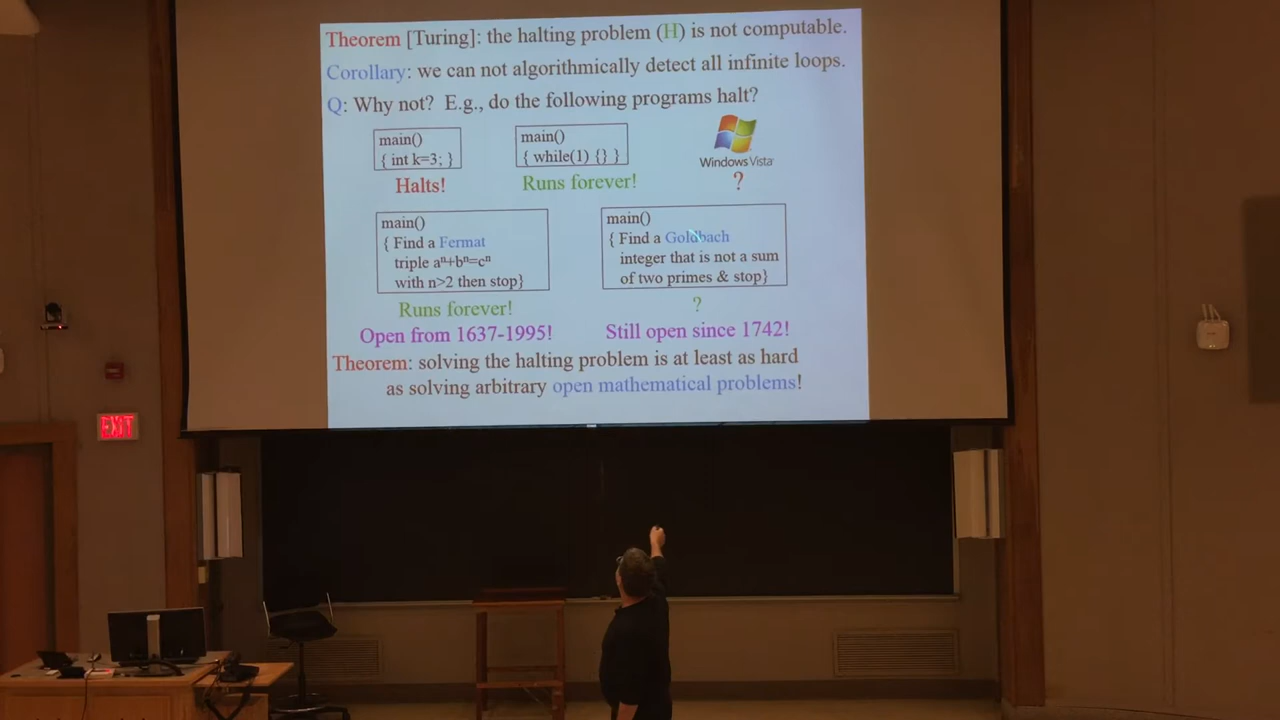 Theorem [Turing]: the halting problem (H) is not computable.
Corollary: we can not algorithmically detect all infinite loops.
Q: Why not? E.g., do the following programs halt?
main()
{ int k=3; }
Halts!
main()
{ while(1) {} }
Runs forever!
Windows Vista
?
main()
{ Find a Fermat
triple aⁿ+bⁿ=cⁿ
with n>2 then stop}
Runs forever!
Open from 1637-1995!
main()
{ Find a Goldbach
integer that is not a sum
of two primes & stop}
?
Still open since 1742!
Theorem: solving the halting problem is at least as hard
as solving arbitrary open mathematical problems!
EXIT